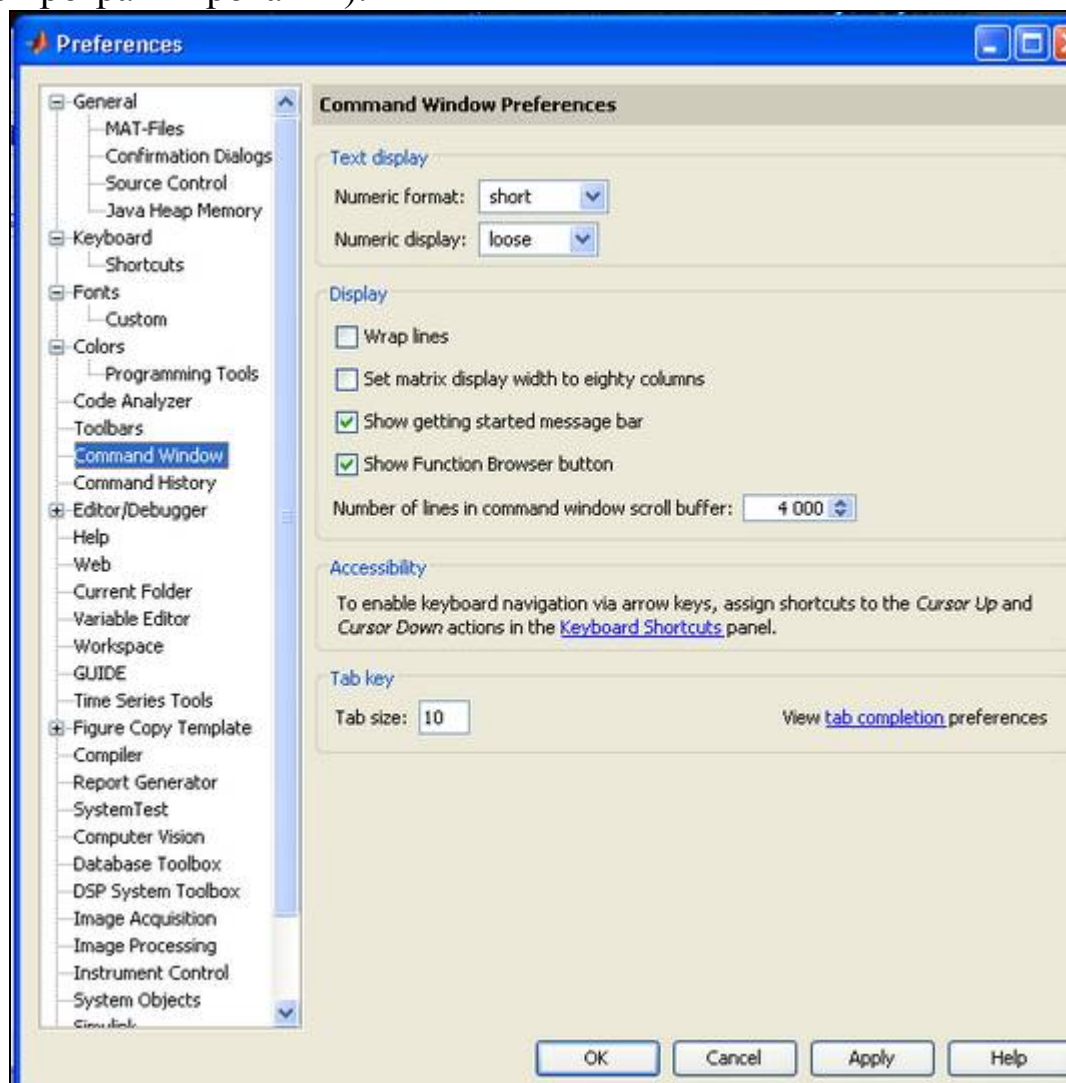 Preferences
General
MAT-Files
Confirmation Dialogs
Source Control
Java Heap Memory
Keyboard
Shortcuts
Fonts
Custom
Colors
Programming Tools
Code Analyzer
Toolbars
Command Window
Command History
Editor/Debugger
Help
Web
Current Folder
Variable Editor
Workspace
GUIDE
Time Series Tools
Figure Copy Template
Compiler
Report Generator
SystemTest
Computer Vision
Database Toolbox
DSP System Toolbox
Image Acquisition
Image Processing
Instrument Control
System Objects
Simulink
Command Window Preferences
Text display
Numeric format: short
Numeric display: loose
Display
Wrap lines
Set matrix display width to eighty columns
Show getting started message bar
Show Function Browser button
Number of lines in command window scroll buffer: 4 000
Accessibility
To enable keyboard navigation via arrow keys, assign shortcuts to the Cursor Up and
Cursor Down actions in the Keyboard Shortcuts panel.
Tab key
Tab size: 10 View tab completion preferences
OK Cancel Apply Help